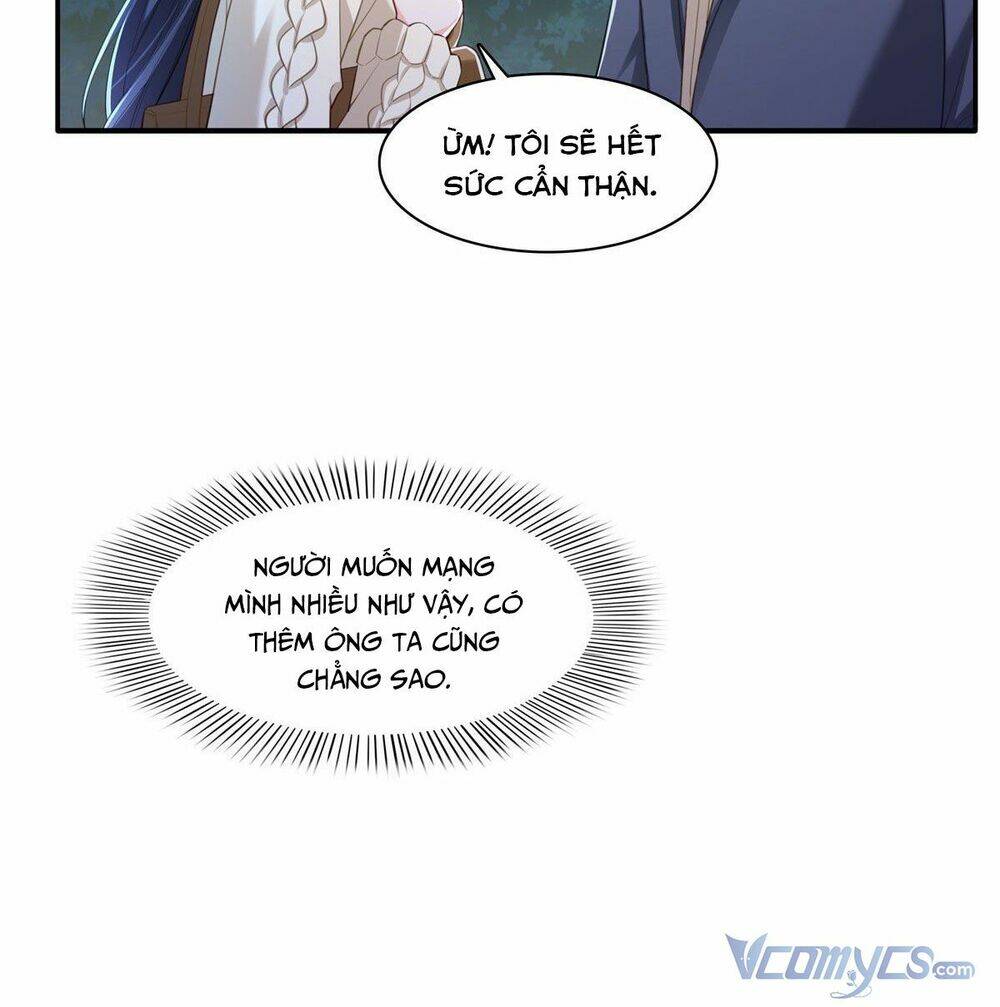 ỪM! TÔI SẼ HẾT
SỨC CẨN THẬN.
NGƯỜI MUỐN MẠNG
MÌNH NHIỀU NHƯ VẬY, CÓ
THÊM ÔNG TA CŨNG
CHẲNG SAO.
VCOMYCS.com